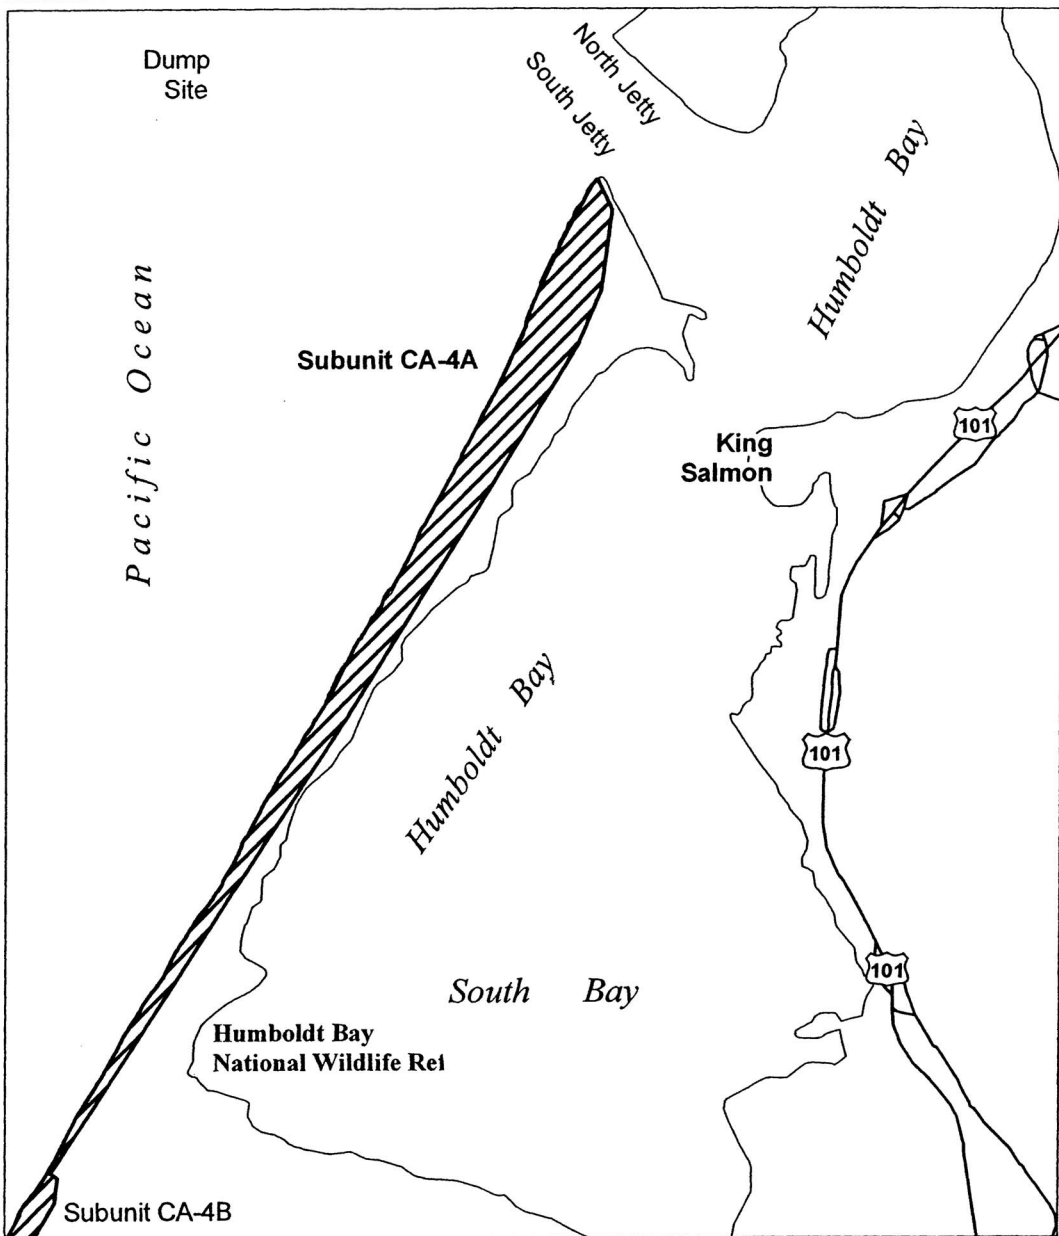 Dump
Site
North Jetty
South Jetty
Humboldt Bay
Pacific Ocean
Subunit CA-4A
101
King
Salmon
Humboldt Bay
101
101
South Bay
Humboldt Bay
National Wildlife Rei
Subunit CA-4B